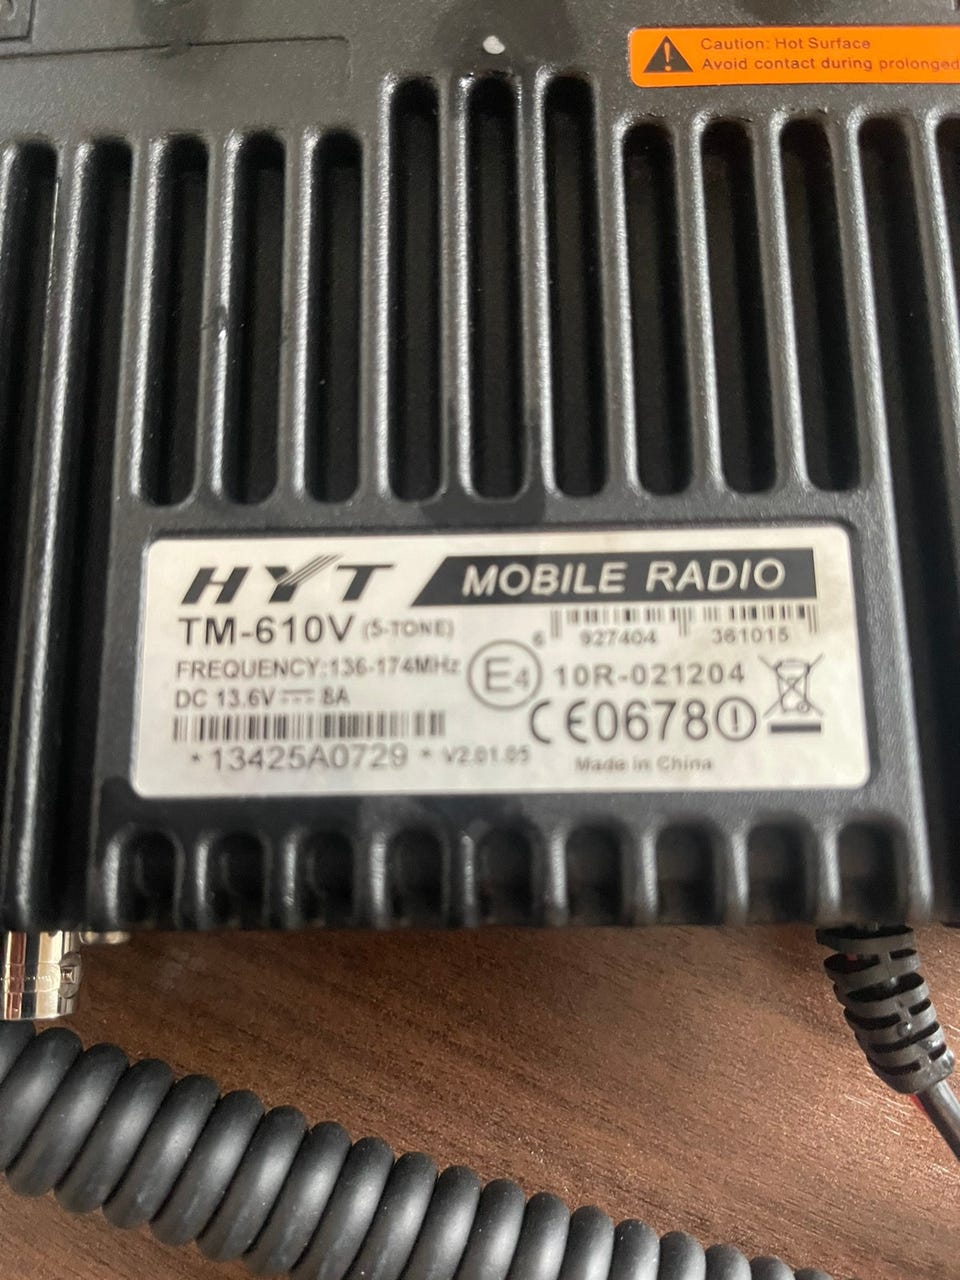 Caution: Hot Surface
Avoid contact during prolonged
HYT MOBILE RADIO
TM-610V (5-TONE)
6 927404 361015
FREQUENCY:136-174MHz
E4 10R-021204
DC 13.6V 8A
CE0678
*13425A0729* V2.01.05
Made in China